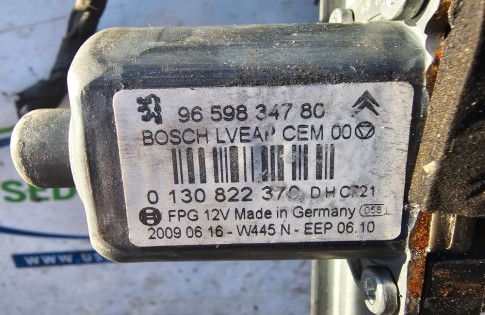 96 598 347 80
BOSCH LVEAP CEM 00
0 130 822 370 DHC721
FPG 12V Made in Germany 058
2009 06 16 - W445 N - EEP 06.10